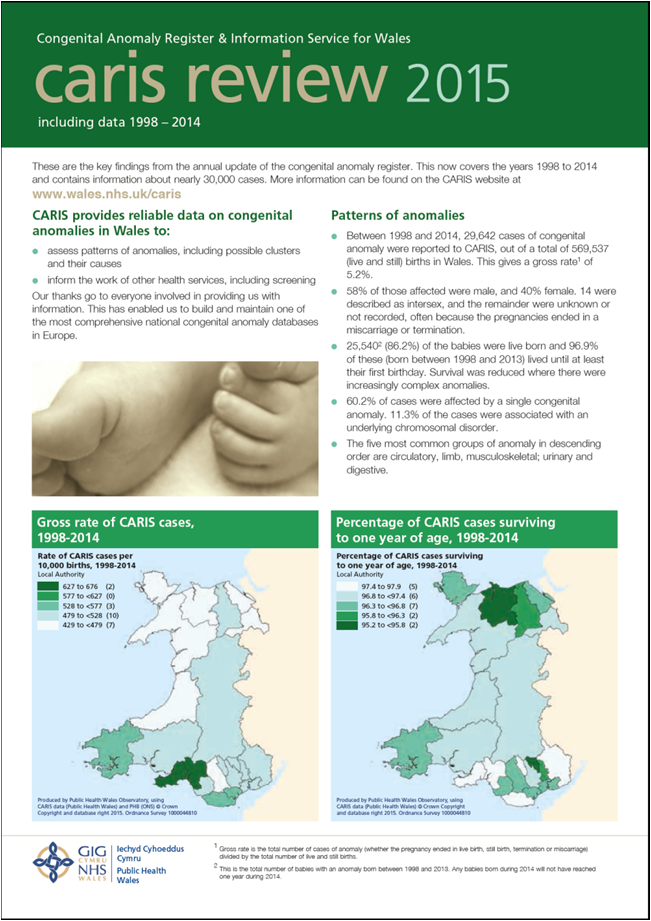 Congenital Anomaly Register & Information Service for Wales
caris review 2015
including data 1998 – 2014
These are the key findings from the annual update of the congenital anomaly register. This now covers the years 1998 to 2014
and contains information about nearly 30,000 cases. More information can be found on the CARIS website at
www.wales.nhs.uk/caris
CARIS provides reliable data on congenital
anomalies in Wales to:
assess patterns of anomalies, including possible clusters
and their causes
inform the work of other health services, including screening
Our thanks go to everyone involved in providing us with
information. This has enabled us to build and maintain one of
the most comprehensive national congenital anomaly databases
in Europe.
Patterns of anomalies
Between 1998 and 2014, 29,642 cases of congenital
anomaly were reported to CARIS, out of a total of 569,537
(live and still) births in Wales. This gives a gross rate¹ of
5.2%.
58% of those affected were male, and 40% female. 14 were
described as intersex, and the remainder were unknown or
not recorded, often because the pregnancies ended in a
miscarriage or termination.
25,540² (86.2%) of the babies were live born and 96.9%
of these (born between 1998 and 2013) lived until at least
their first birthday. Survival was reduced where there were
increasingly complex anomalies.
60.2% of cases were affected by a single congenital
anomaly. 11.3% of the cases were associated with an
underlying chromosomal disorder.
The five most common groups of anomaly in descending
order are circulatory, limb, musculoskeletal; urinary and
digestive.
Gross rate of CARIS cases,
1998-2014
Rate of CARIS cases per
10,000 births, 1998-2014
Local Authority
627 to 676 (2)
577 to <627 (0)
528 to <577 (3)
479 to <528 (10)
429 to <479 (7)
Produced by Public Health Wales Observatory, using
CARIS data (Public Health Wales) and PHB (ONS) © Crown
Copyright and database right 2015. Ordnance Survey 1000044810
Percentage of CARIS cases surviving
to one year of age, 1998-2014
Percentage of CARIS cases surviving
to one year of age, 1998-2014
Local Authority
97.4 to 97.9 (5)
96.8 to <97.4 (6)
96.3 to <96.8 (7)
95.8 to <96.3 (2)
95.2 to <95.8 (2)
Produced by Public Health Wales Observatory, using
CARIS data (Public Health Wales) © Crown Copyright
and database right 2015. Ordnance Survey 1000044810
GIG
CYMRU
NHS
WALES
Iechyd Cyhoeddus
Cymru
Public Health
Wales
¹ Gross rate is the total number of cases of anomaly (whether the pregnancy ended in live birth, still birth, termination or miscarriage)
divided by the total number of live and still births.
² This is the total number of babies with an anomaly born between 1998 and 2013. Any babies born during 2014 will not have reached
one year during 2014.